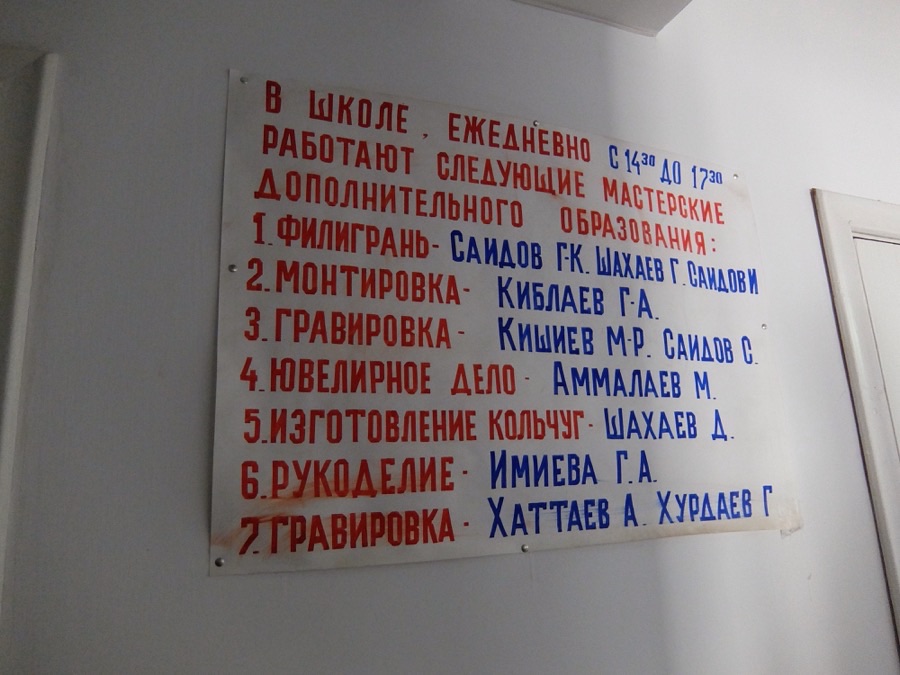 В ШКОЛЕ, ЕЖЕДНЕВНО С 14³⁰ ДО 17³⁰
РАБОТАЮТ СЛЕДУЮЩИЕ МАСТЕРСКИЕ
ДОПОЛНИТЕЛЬНОГО ОБРАЗОВАНИЯ:
1. ФИЛИГРАНЬ- САИДОВ Г-К. ШАХАЕВ Г. САИДОВ И
2. МОНТИРОВКА- КИБЛАЕВ Г-А.
3. ГРАВИРОВКА- КИШИЕВ М-Р. САИДОВ С.
4. ЮВЕЛИРНОЕ ДЕЛО- АММАЛАЕВ М.
5. ИЗГОТОВЛЕНИЕ КОЛЬЧУГ- ШАХАЕВ Д.
6. РУКОДЕЛИЕ- ИМИЕВА Г.А.
7. ГРАВИРОВКА- ХАТТАЕВ А. ХУРДАЕВ Г